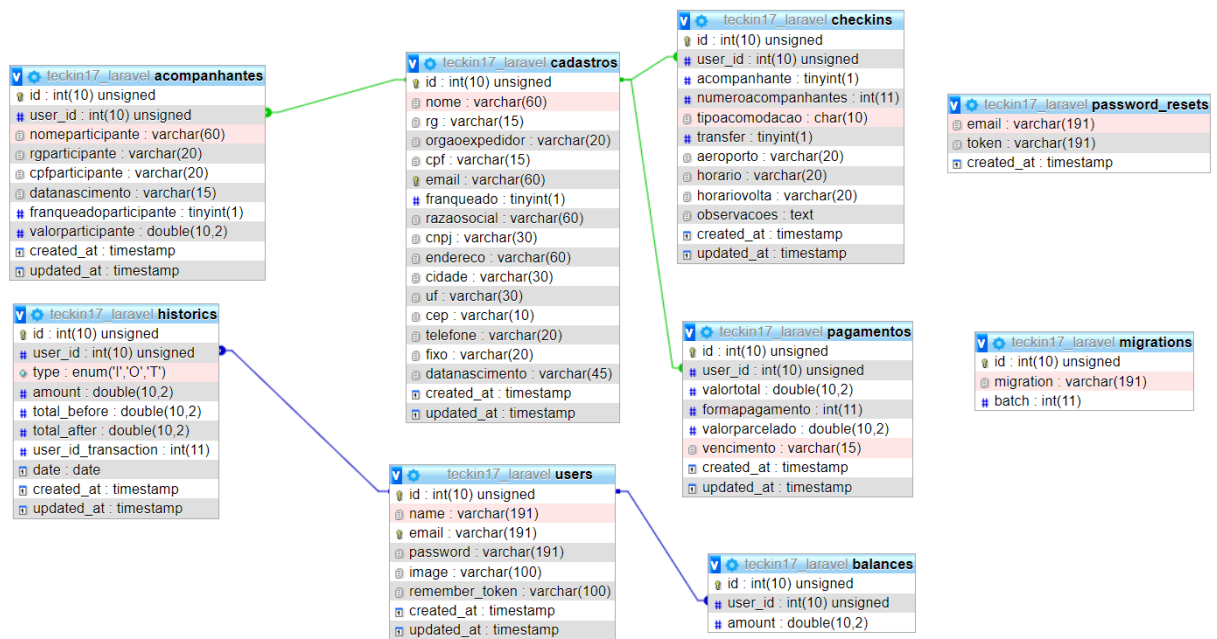 teckin17_laravel acompanhantes
id : int(10) unsigned
user_id : int(10) unsigned
nomeparticipante : varchar(60)
rgparticipante : varchar(20)
cpfparticipante : varchar(20)
datanascimento : varchar(15)
franqueadoparticipante : tinyint(1)
valorparticipante : double(10,2)
created_at : timestamp
updated_at : timestamp
teckin17_laravel historics
id : int(10) unsigned
user_id : int(10) unsigned
type : enum('I','O','T')
amount : double(10,2)
total_before : double(10,2)
total_after : double(10,2)
user_id_transaction : int(11)
date : date
created_at : timestamp
updated_at : timestamp
teckin17_laravel cadastros
id : int(10) unsigned
nome : varchar(60)
rg : varchar(15)
orgaoexpedidor : varchar(20)
cpf : varchar(15)
email : varchar(60)
franqueado : tinyint(1)
razaosocial : varchar(60)
cnpj : varchar(30)
endereco : varchar(60)
cidade : varchar(30)
uf : varchar(30)
cep : varchar(10)
telefone : varchar(20)
fixo : varchar(20)
datanascimento : varchar(45)
created_at : timestamp
updated_at : timestamp
teckin17_laravel users
id : int(10) unsigned
name : varchar(191)
email : varchar(191)
password : varchar(191)
image : varchar(100)
remember_token : varchar(100)
created_at : timestamp
updated_at : timestamp
teckin17_laravel checkins
id : int(10) unsigned
user_id : int(10) unsigned
acompanhante : tinyint(1)
numeroacompanhantes : int(11)
tipoacomodacao : char(10)
transfer : tinyint(1)
aeroporto : varchar(20)
horario : varchar(20)
horariovolta : varchar(20)
observacoes : text
created_at : timestamp
updated_at : timestamp
teckin17_laravel pagamentos
id : int(10) unsigned
user_id : int(10) unsigned
valortotal : double(10,2)
formapagamento : int(11)
valorparcelado : double(10,2)
vencimento : varchar(15)
created_at : timestamp
updated_at : timestamp
teckin17_laravel balances
id : int(10) unsigned
user_id : int(10) unsigned
amount : double(10,2)
teckin17_laravel password_resets
email : varchar(191)
token : varchar(191)
created_at : timestamp
teckin17_laravel migrations
id : int(10) unsigned
migration : varchar(191)
batch : int(11)